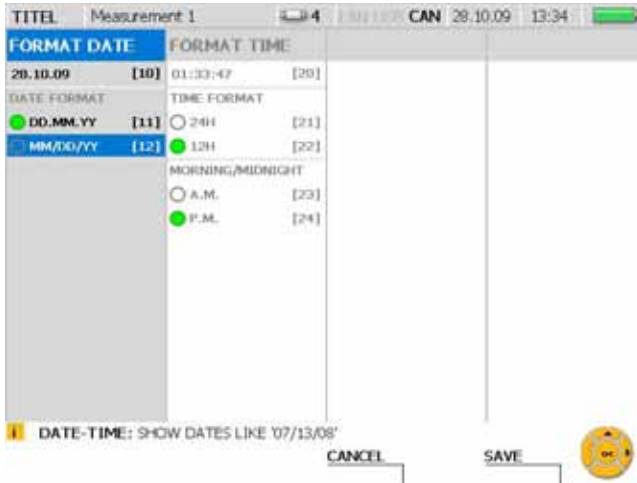 TITEL Measurement 1 4 CAN 28.10.09 13:34
FORMAT DATE FORMAT TIME
28.10.09 [10] 01:33:47 [20]
DATE FORMAT TIME FORMAT
DD.MM.YY [11] 24H [21]
MM/DD/YY [12] 12H [22]
MORNING/MIDNIGHT
A.M. [23]
P.M. [24]
i DATE-TIME: SHOW DATES LIKE '07/13/08'
CANCEL SAVE
OK